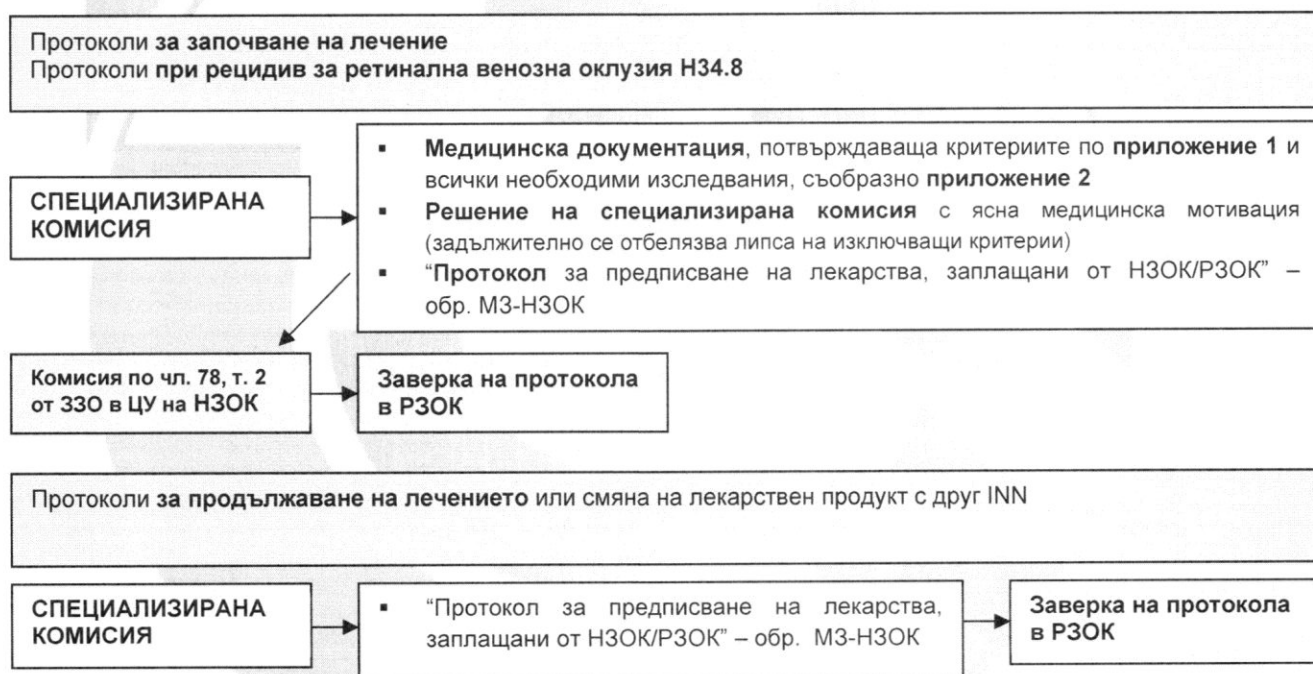 Протоколи за започване на лечение
Протоколи при рецидив за ретинална венозна оклузия H34.8
СПЕЦИАЛИЗИРАНА
КОМИСИЯ
▪ Медицинска документация, потвърждаваща критериите по приложение 1 и
всички необходими изследвания, съобразно приложение 2
▪ Решение на специализирана комисия с ясна медицинска мотивация
(задължително се отбелязва липса на изключващи критерии)
▪ "Протокол за предписване на лекарства, заплащани от НЗОК/РЗОК" –
обр. МЗ-НЗОК
Комисия по чл. 78, т. 2
от ЗЗО в ЦУ на НЗОК
Заверка на протокола
в РЗОК
Протоколи за продължаване на лечението или смяна на лекарствен продукт с друг INN
СПЕЦИАЛИЗИРАНА
КОМИСИЯ
▪ "Протокол за предписване на лекарства,
заплащани от НЗОК/РЗОК" – обр. МЗ-НЗОК
Заверка на протокола
в РЗОК